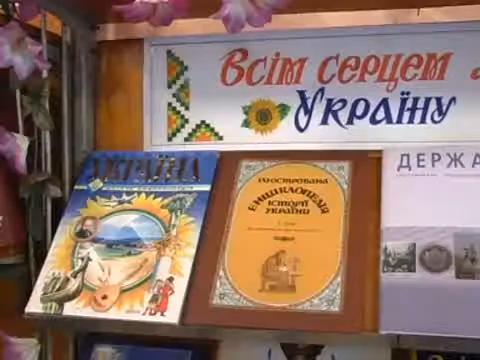 Всім серцем
Україну
УКРАЇНА
ІЛЮСТРОВАНА
ЕНЦИКЛОПЕДІЯ
ІСТОРІЇ
УКРАЇНИ
ДЕРЖА